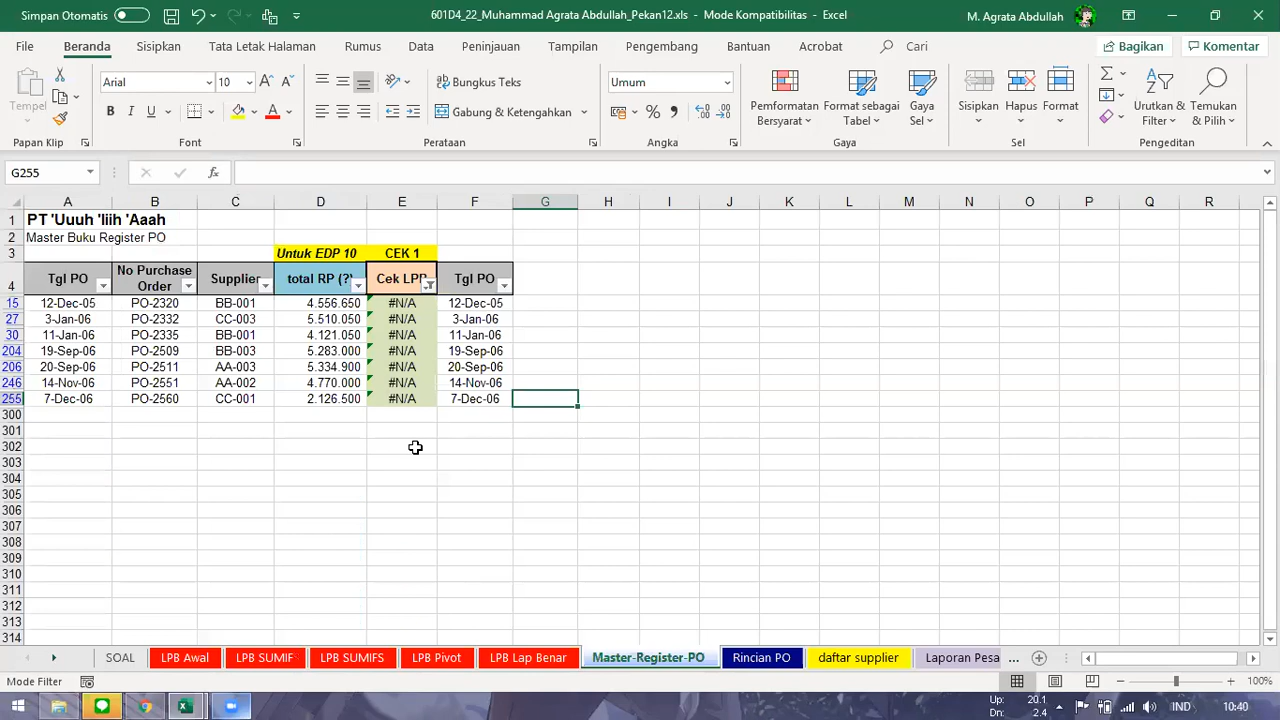 Simpan Otomatis
601D4_22_Muhammad Agrata Abdullah_Pekan12.xls - Mode Kompatibilitas - Excel
M. Agrata Abdullah
File Beranda Sisipkan Tata Letak Halaman Rumus Data Peninjauan Tampilan Pengembang Bantuan Acrobat Cari Bagikan Komentar
Tempel
Arial 10
B I U
Bungkus Teks
Gabung & Ketengahkan
Umum
Pemformatan Bersyarat
Format sebagai Tabel
Gaya Sel
Sisipkan Hapus Format
Urutkan & Filter
Temukan & Pilih
Papan Klip Font Perataan Angka Gaya Sel Pengeditan
G255 fx
A B C D E F G H I J K L M N O P Q R
1 PT 'Uuuh 'Iiih 'Aaah
2 Master Buku Register PO
3 Untuk EDP 10 CEK 1
4 Tgl PO No Purchase Order Supplier total RP (?) Cek LPB Tgl PO
15 12-Dec-05 PO-2320 BB-001 4.556.650 #N/A 12-Dec-05
27 3-Jan-06 PO-2332 CC-003 5.510.050 #N/A 3-Jan-06
30 11-Jan-06 PO-2335 BB-001 4.121.050 #N/A 11-Jan-06
204 19-Sep-06 PO-2509 BB-003 5.283.000 #N/A 19-Sep-06
206 20-Sep-06 PO-2511 AA-003 5.334.900 #N/A 20-Sep-06
246 14-Nov-06 PO-2551 AA-002 4.770.000 #N/A 14-Nov-06
255 7-Dec-06 PO-2560 CC-001 2.126.500 #N/A 7-Dec-06
300
301
302
303
304
305
306
307
308
309
310
311
312
313
314
SOAL LPB Awal LPB SUMIF LPB SUMIFS LPB Pivot LPB Lap Benar Master-Register-PO Rincian PO daftar supplier Laporan Pesa ...
Mode Filter 100%
Up: 20.1
Dn: 2.4
IND 10:40